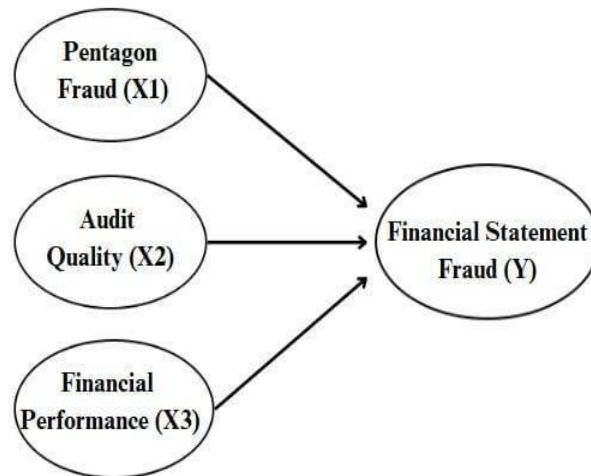 Pentagon
Fraud (X1)
Audit
Quality (X2)
Financial Statement
Fraud (Y)
Financial
Performance (X3)